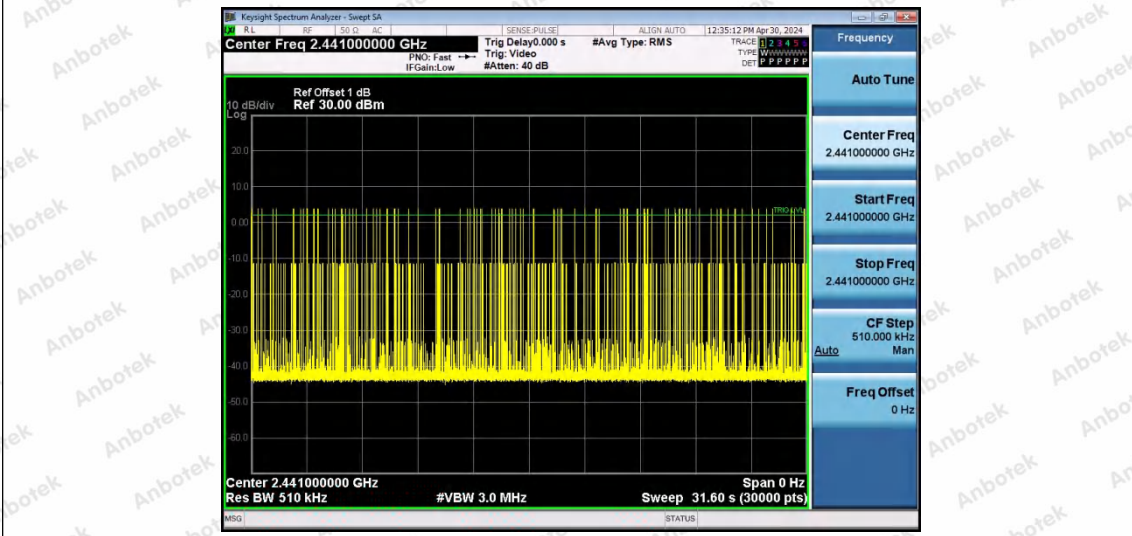 Keysight Spectrum Analyzer - Swept SA
RL RF 50 Ω AC SENSE:PULSE ALIGN AUTO 12:35:12 PM Apr 30, 2024
Center Freq 2.441000000 GHz
PNO: Fast
IFGain:Low
Trig Delay0.000 s
Trig: Video
#Atten: 40 dB
#Avg Type: RMS
TRACE 1 2 3 4 5 6
TYPE W
DET P P P P P P
Ref Offset 1 dB
10 dB/div Ref 30.00 dBm
Log
20.0
10.0
0.00
-10.0
-20.0
-30.0
-40.0
-50.0
-60.0
TRIG LVL
Center 2.441000000 GHz Span 0 Hz
Res BW 510 kHz #VBW 3.0 MHz Sweep 31.60 s (30000 pts)
MSG STATUS
Frequency
Auto Tune
Center Freq
2.441000000 GHz
Start Freq
2.441000000 GHz
Stop Freq
2.441000000 GHz
CF Step
510.000 kHz
Auto Man
Freq Offset
0 Hz
Anbotek